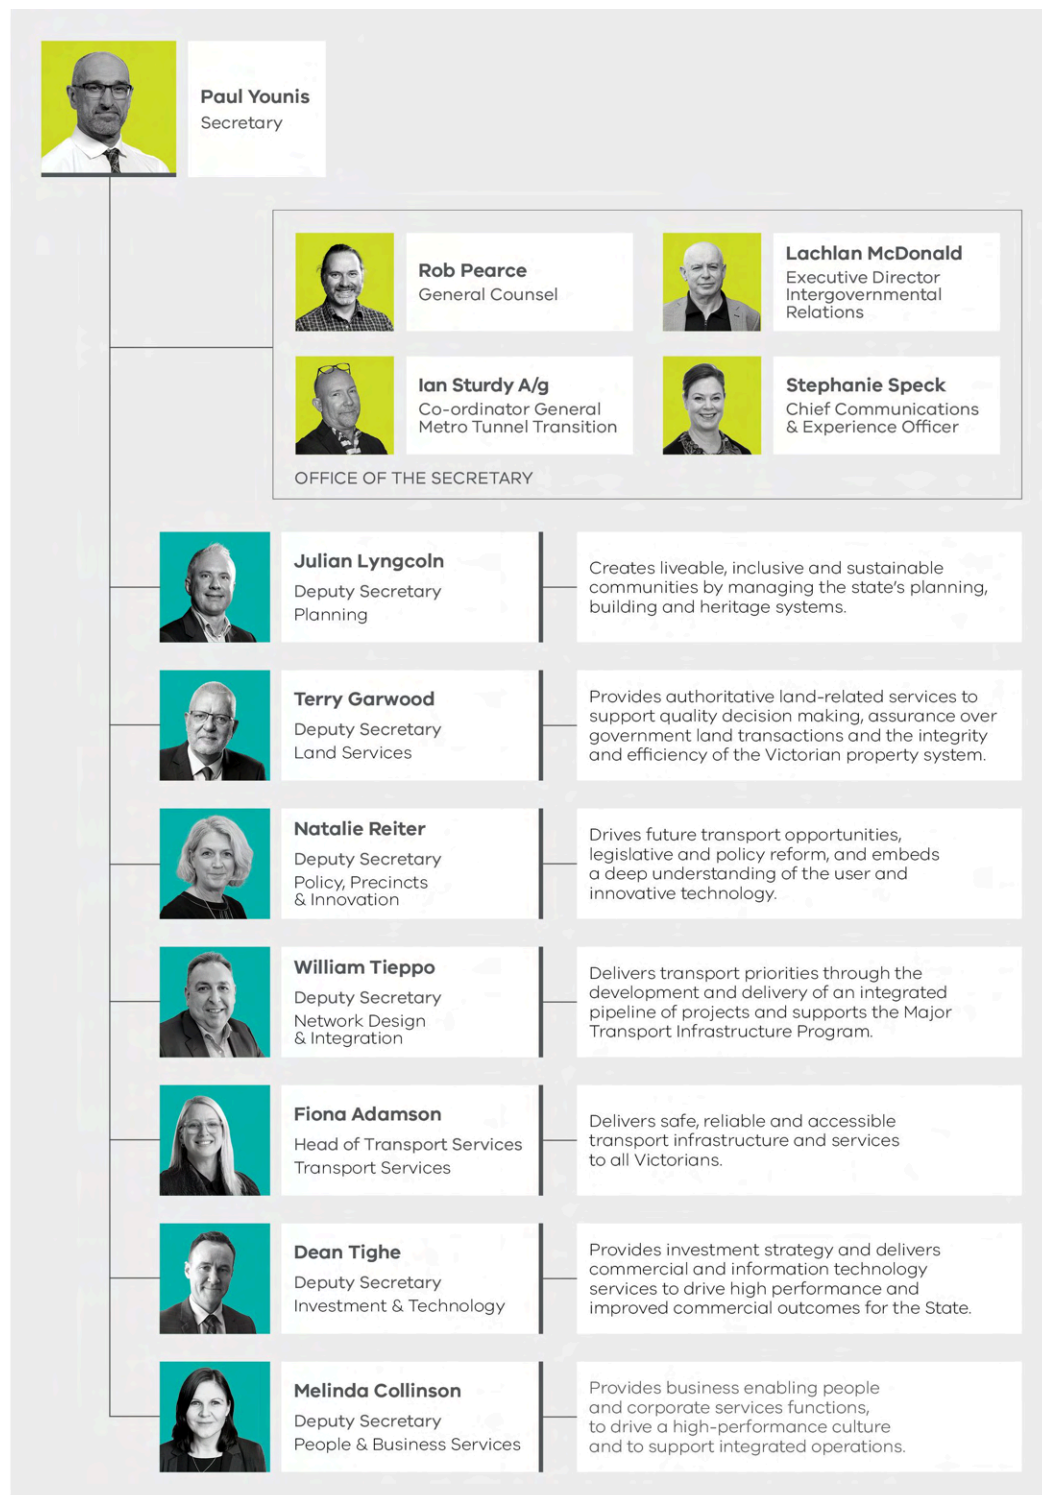 Paul Younis
Secretary
Rob Pearce
General Counsel
Lachlan McDonald
Executive Director
Intergovernmental
Relations
Ian Sturdy A/g
Co-ordinator General
Metro Tunnel Transition
Stephanie Speck
Chief Communications
& Experience Officer
OFFICE OF THE SECRETARY
Julian Lyngcoln
Deputy Secretary
Planning
Creates liveable, inclusive and sustainable
communities by managing the state's planning,
building and heritage systems.
Terry Garwood
Deputy Secretary
Land Services
Provides authoritative land-related services to
support quality decision making, assurance over
government land transactions and the integrity
and efficiency of the Victorian property system.
Natalie Reiter
Deputy Secretary
Policy, Precincts
& Innovation
Drives future transport opportunities,
legislative and policy reform, and embeds
a deep understanding of the user and
innovative technology.
William Tieppo
Deputy Secretary
Network Design
& Integration
Delivers transport priorities through the
development and delivery of an integrated
pipeline of projects and supports the Major
Transport Infrastructure Program.
Fiona Adamson
Head of Transport Services
Transport Services
Delivers safe, reliable and accessible
transport infrastructure and services
to all Victorians.
Dean Tighe
Deputy Secretary
Investment & Technology
Provides investment strategy and delivers
commercial and information technology
services to drive high performance and
improved commercial outcomes for the State.
Melinda Collinson
Deputy Secretary
People & Business Services
Provides business enabling people
and corporate services functions,
to drive a high-performance culture
and to support integrated operations.